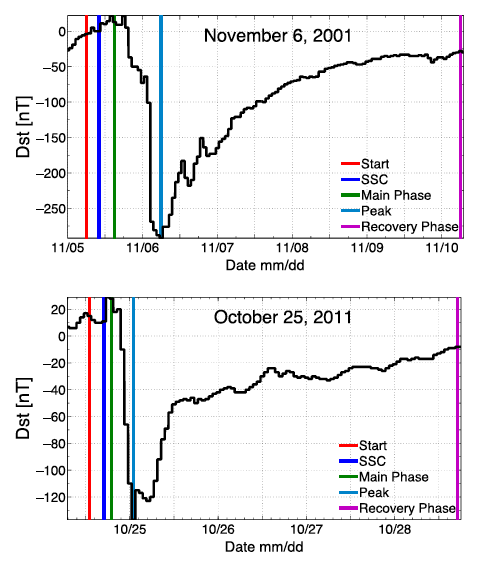 November 6, 2001
Dst [nT]
0
−50
−100
−150
−200
−250
Start
SSC
Main Phase
Peak
Recovery Phase
11/05 11/06 11/07 11/08 11/09 11/10
Date mm/dd
October 25, 2011
Dst [nT]
20
0
−20
−40
−60
−80
−100
−120
Start
SSC
Main Phase
Peak
Recovery Phase
10/25 10/26 10/27 10/28
Date mm/dd